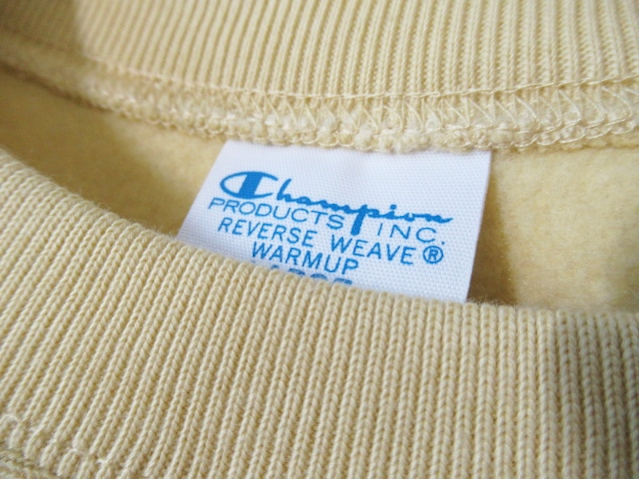 Champion
PRODUCTS INC.
REVERSE WEAVE®
WARMUP